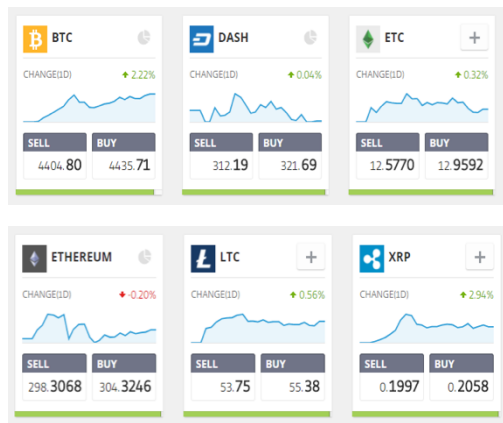 BTC DASH ETC
CHANGE(1D) 2.22% CHANGE(1D) 0.04% CHANGE(1D) 0.32%
SELL BUY SELL BUY SELL BUY
4404.80 4435.71 312.19 321.69 12.5770 12.9592
ETHEREUM LTC XRP
CHANGE(1D) -0.20% CHANGE(1D) 0.56% CHANGE(1D) 2.94%
SELL BUY SELL BUY SELL BUY
298.3068 304.3246 53.75 55.38 0.1997 0.2058